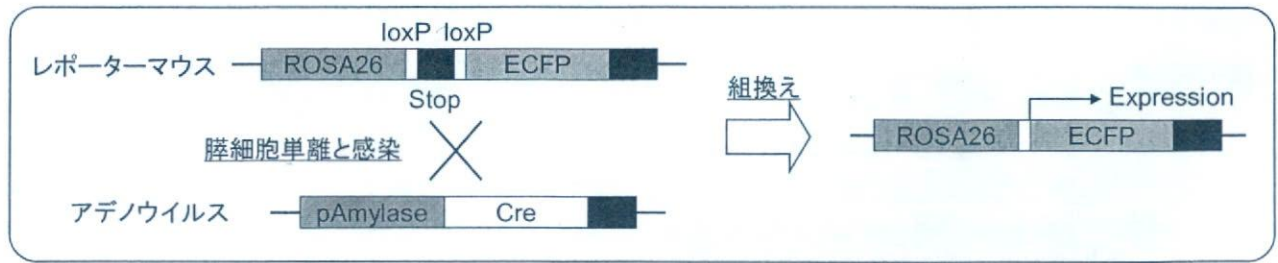 loxP loxP
レポーターマウス ROSA26 ECFP
Stop
膵細胞単離と感染
アデノウイルス pAmylase Cre
組換え
Expression
ROSA26 ECFP